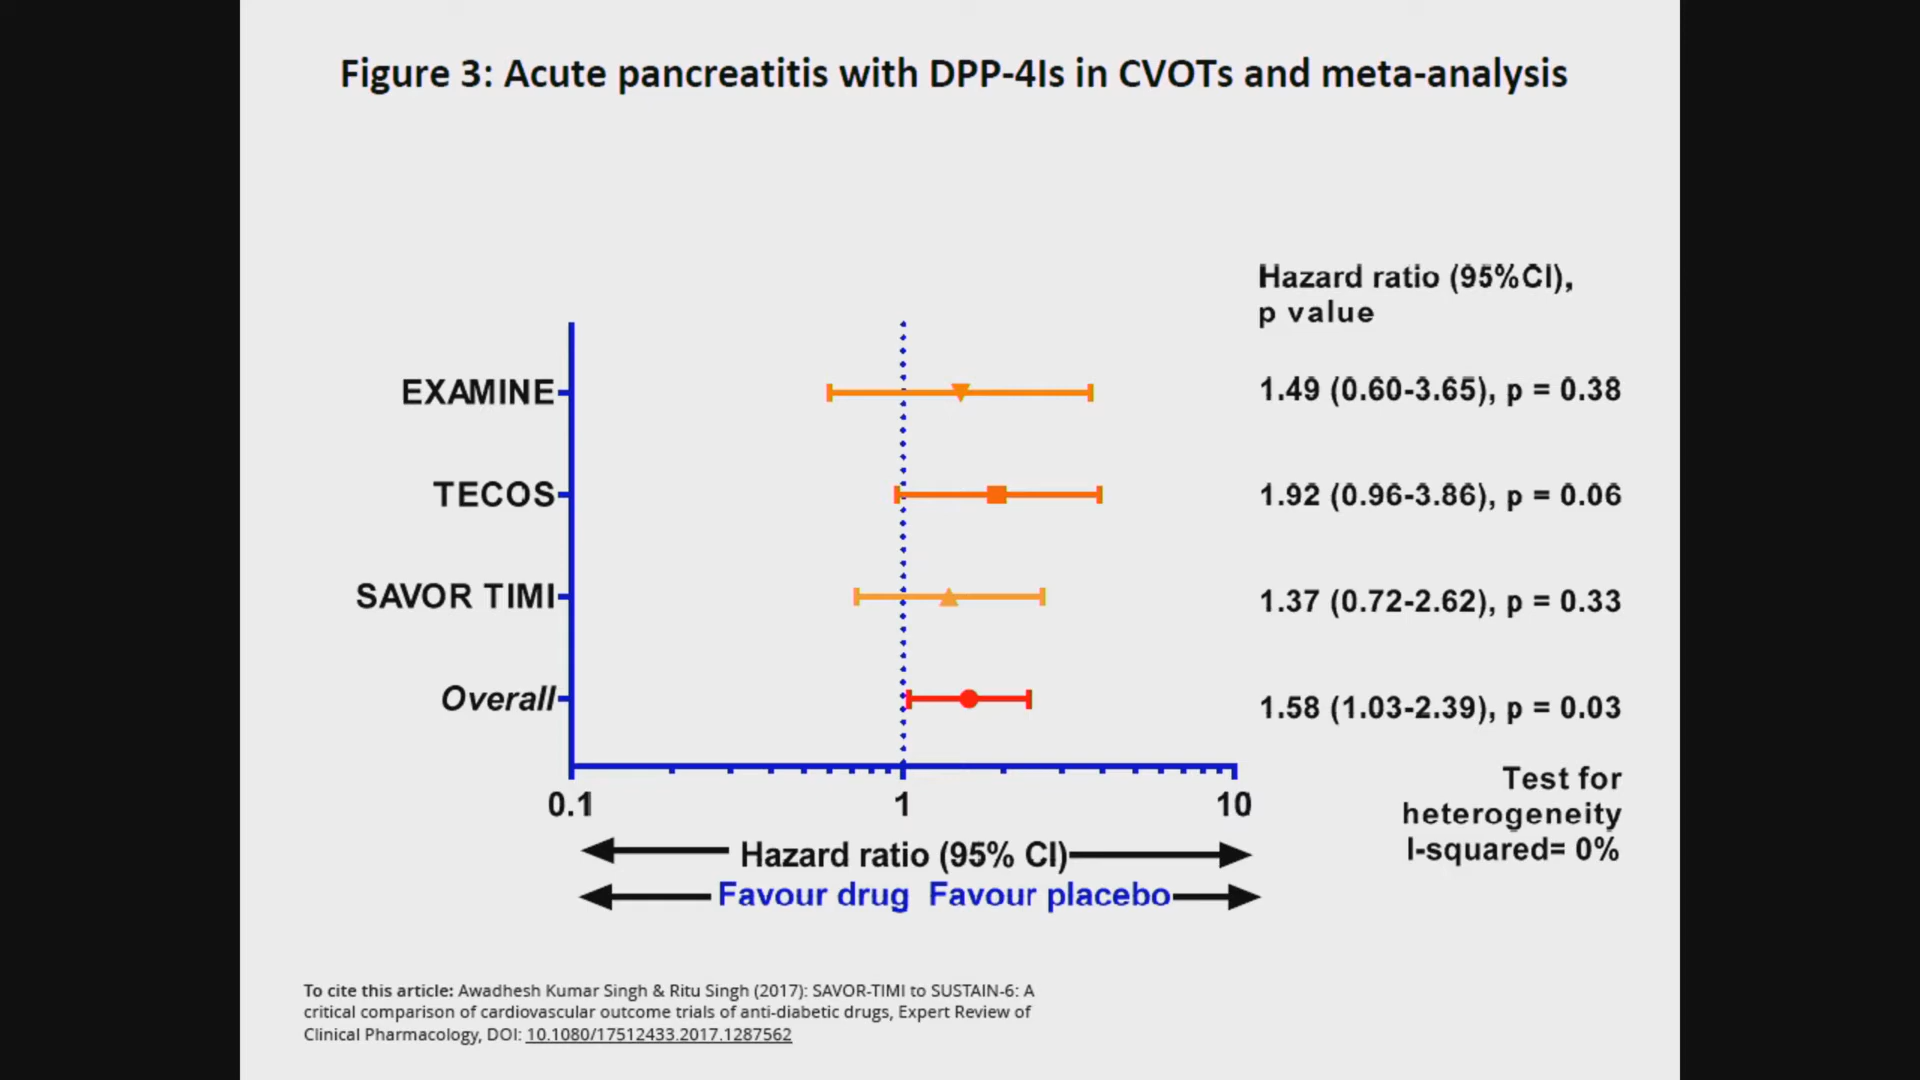 Figure 3: Acute pancreatitis with DPP-4Is in CVOTs and meta-analysis
Hazard ratio (95%CI),
p value
EXAMINE
1.49 (0.60-3.65), p = 0.38
TECOS
1.92 (0.96-3.86), p = 0.06
SAVOR TIMI
1.37 (0.72-2.62), p = 0.33
Overall
1.58 (1.03-2.39), p = 0.03
0.1 1 10
Test for
heterogeneity
I-squared= 0%
Hazard ratio (95% CI)
Favour drug Favour placebo
To cite this article: Awadhesh Kumar Singh & Ritu Singh (2017): SAVOR-TIMI to SUSTAIN-6: A
critical comparison of cardiovascular outcome trials of anti-diabetic drugs, Expert Review of
Clinical Pharmacology, DOI: 10.1080/17512433.2017.1287562